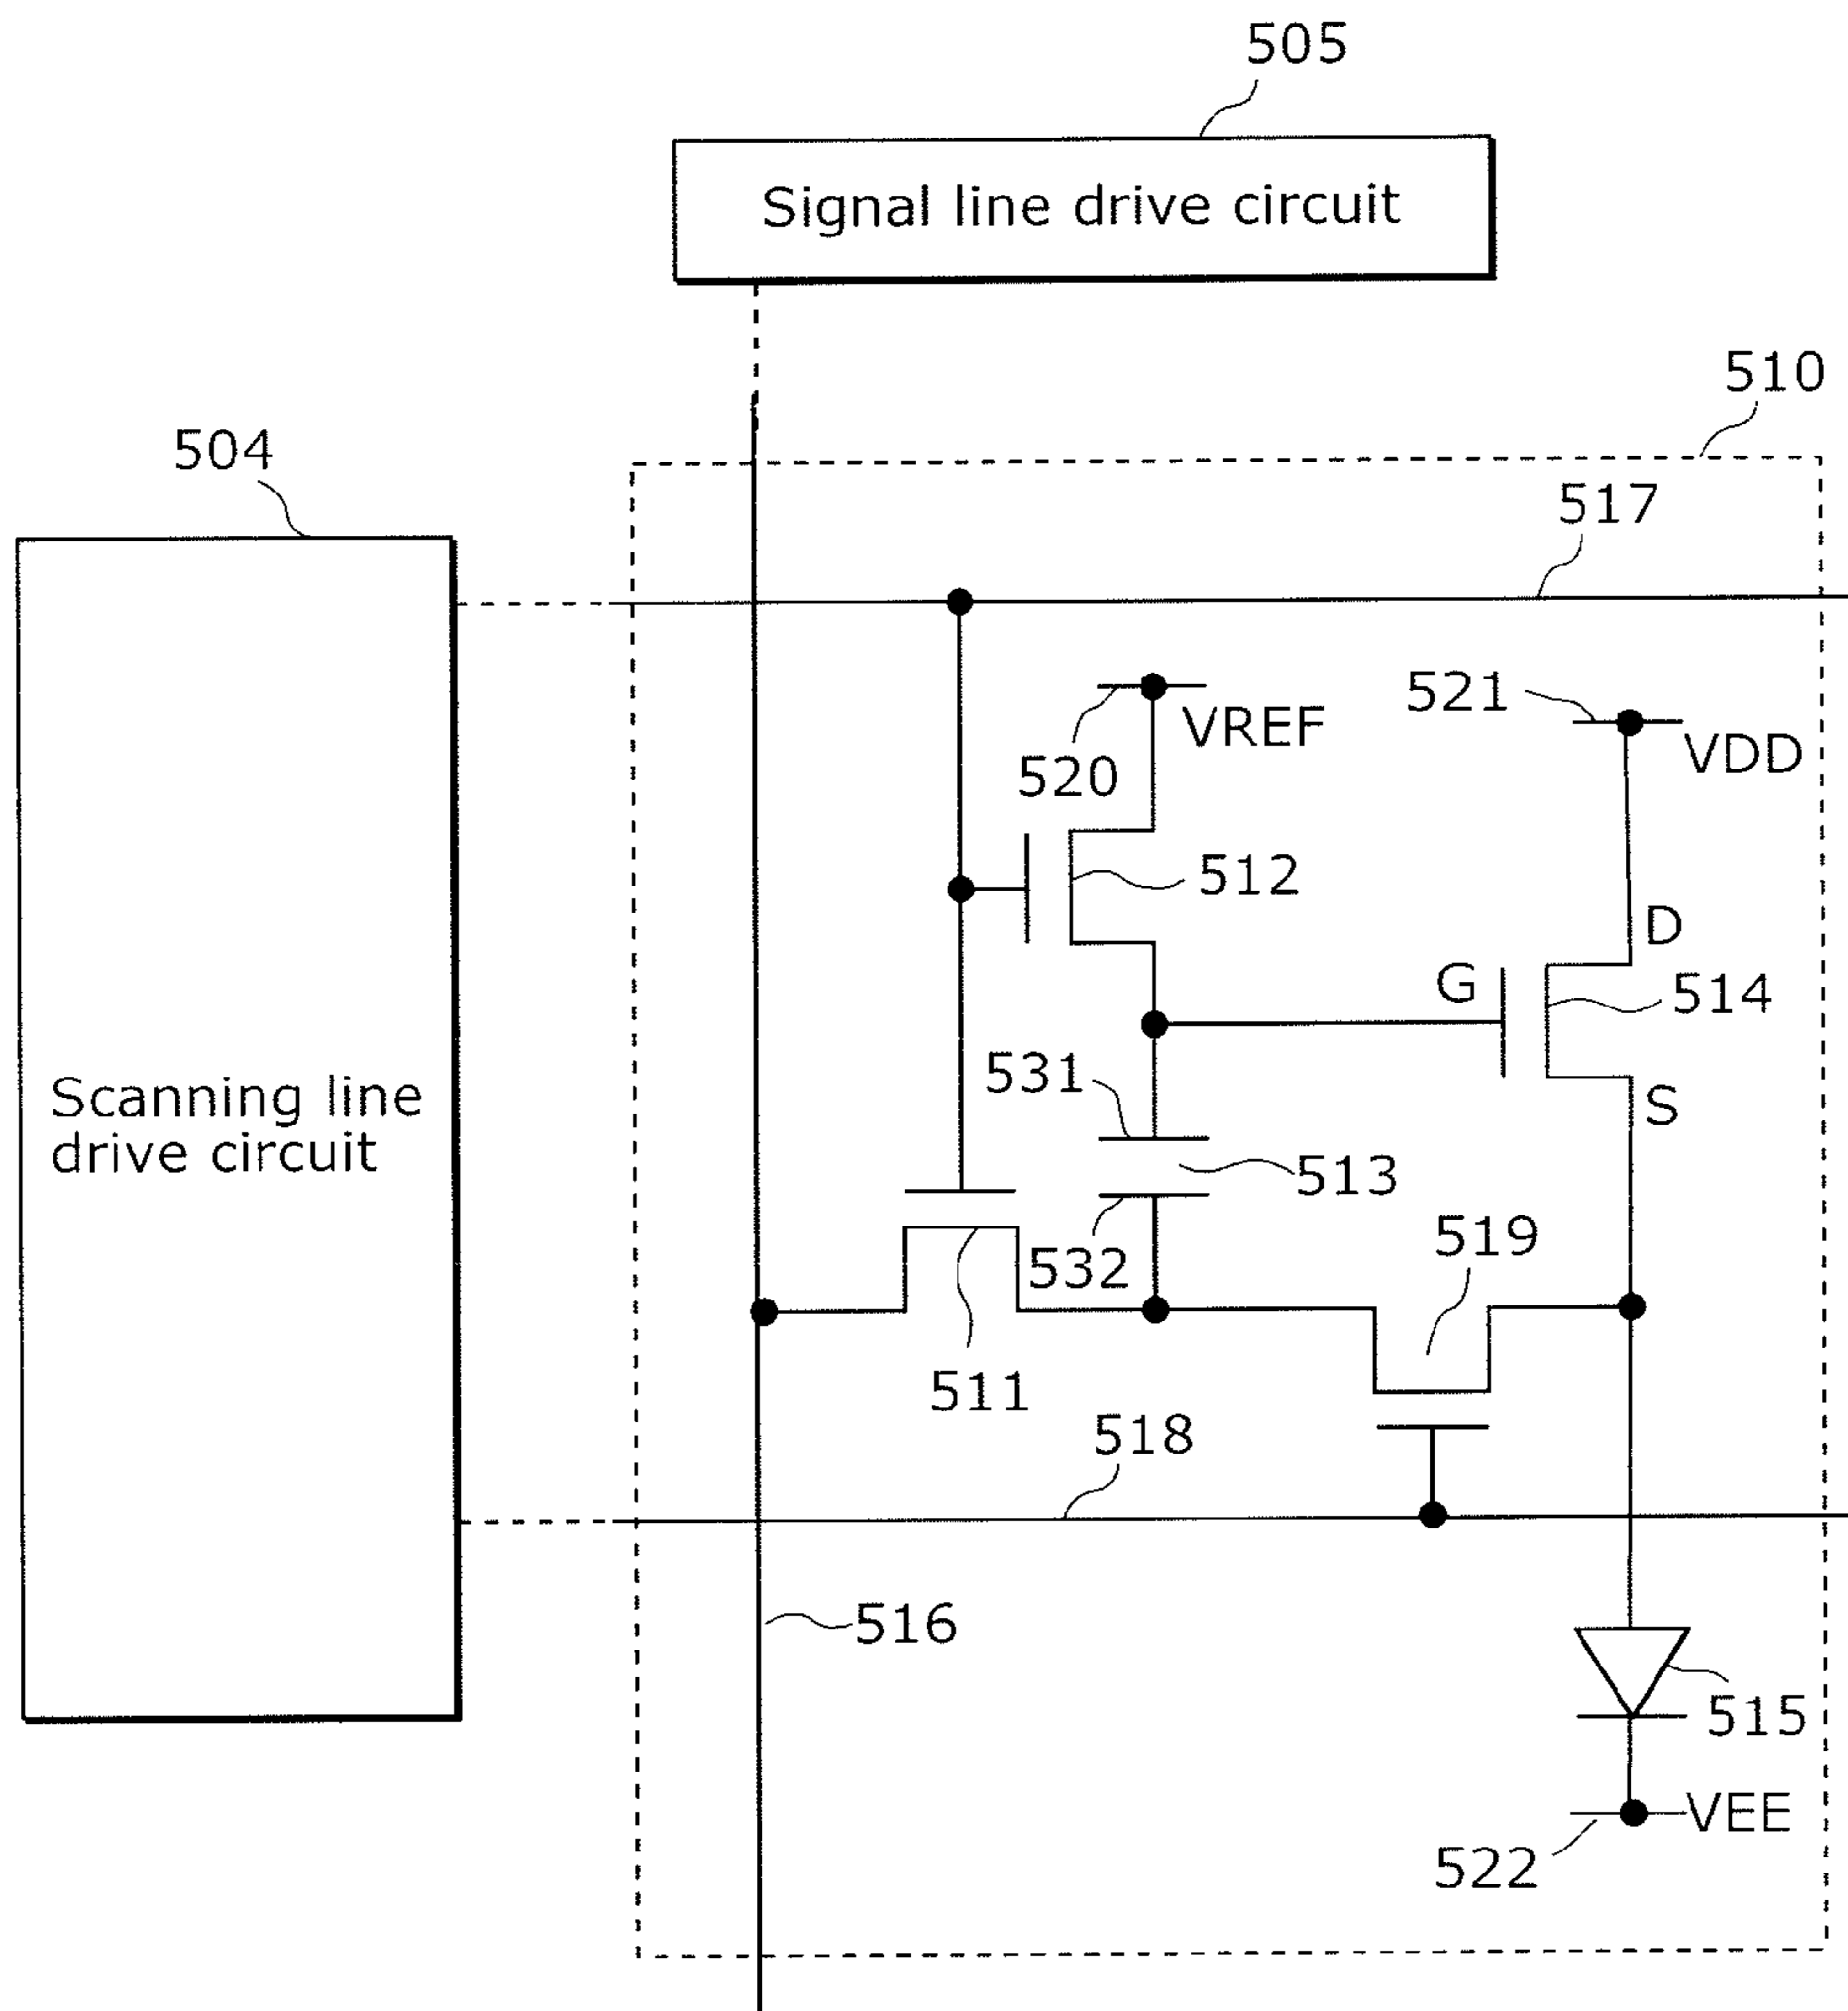 505
Signal line drive circuit
510
504
517
521
VREF
VDD
520
512
D
G
514
531
S
Scanning line
drive circuit
513
519
532
511
518
516
515
VEE
522